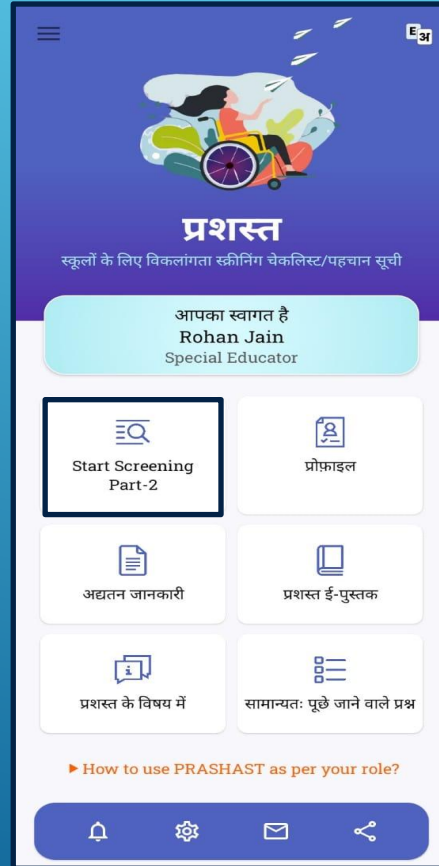 E अ
प्रशस्त
स्कूलों के लिए विकलांगता स्क्रीनिंग चेकलिस्ट/पहचान सूची
आपका स्वागत है
Rohan Jain
Special Educator
Start Screening
Part-2
प्रोफ़ाइल
अद्यतन जानकारी
प्रशस्त ई-पुस्तक
प्रशस्त के विषय में
सामान्यतः पूछे जाने वाले प्रश्न
►How to use PRASHAST as per your role?